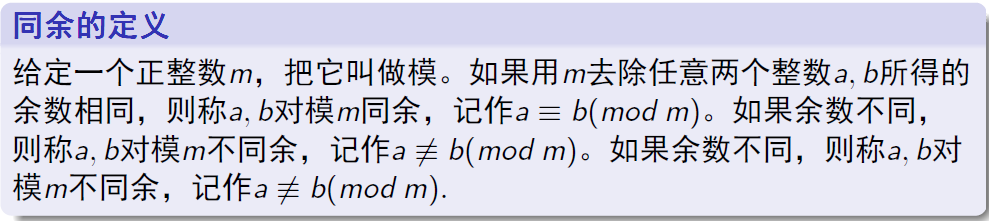 同余的定义
给定一个正整数m，把它叫做模。如果用m去除任意两个整数a, b所得的
余数相同，则称a, b对模m同余，记作a ≡ b(mod m)。如果余数不同，
则称a, b对模m不同余，记作a ≢ b(mod m)。如果余数不同，则称a, b对
模m不同余，记作a ≢ b(mod m).